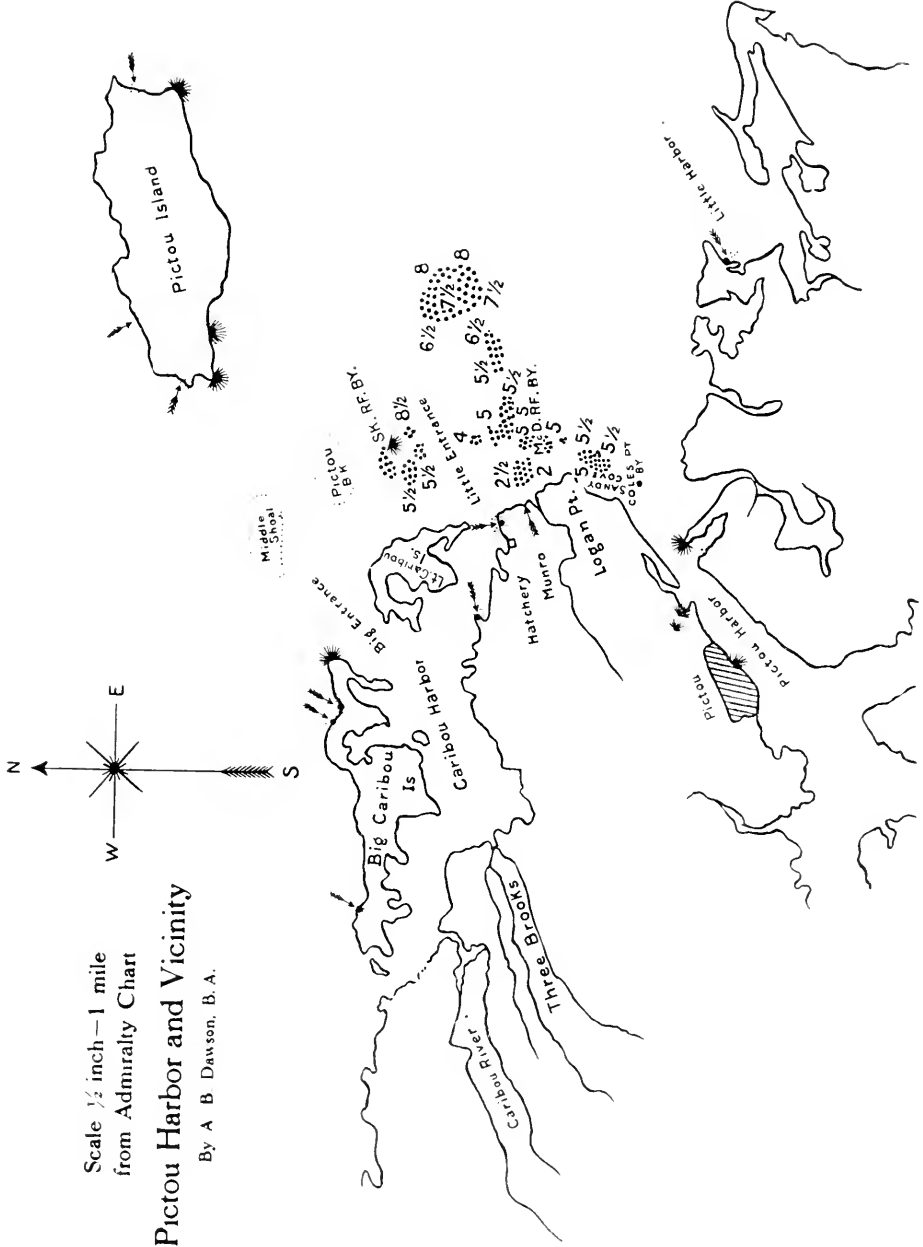 Scale ½ inch—1 mile
from Admiralty Chart
Pictou Harbor and Vicinity
By A B Dawson, B. A.
N
W
E
S
Pictou Island
Middle
Shoal
Pictou
BK
SK. RF. BY.
8½
5½
5½
Big Entrance
Little Entrance
Lt. Caribou
Is.
Big Caribou
Is
Caribou Harbor
4
5
6½
8
7½
8
7½
6½
5½
5½
2½
5 5
2
McD. RF. BY.
5
Hatchery
Munro
Logan Pt.
5
5½
5½
SANDY
COVE
COLES PT
BY
Caribou River.
Three Brooks
Pictou
Pictou Harbor
Little Harbor